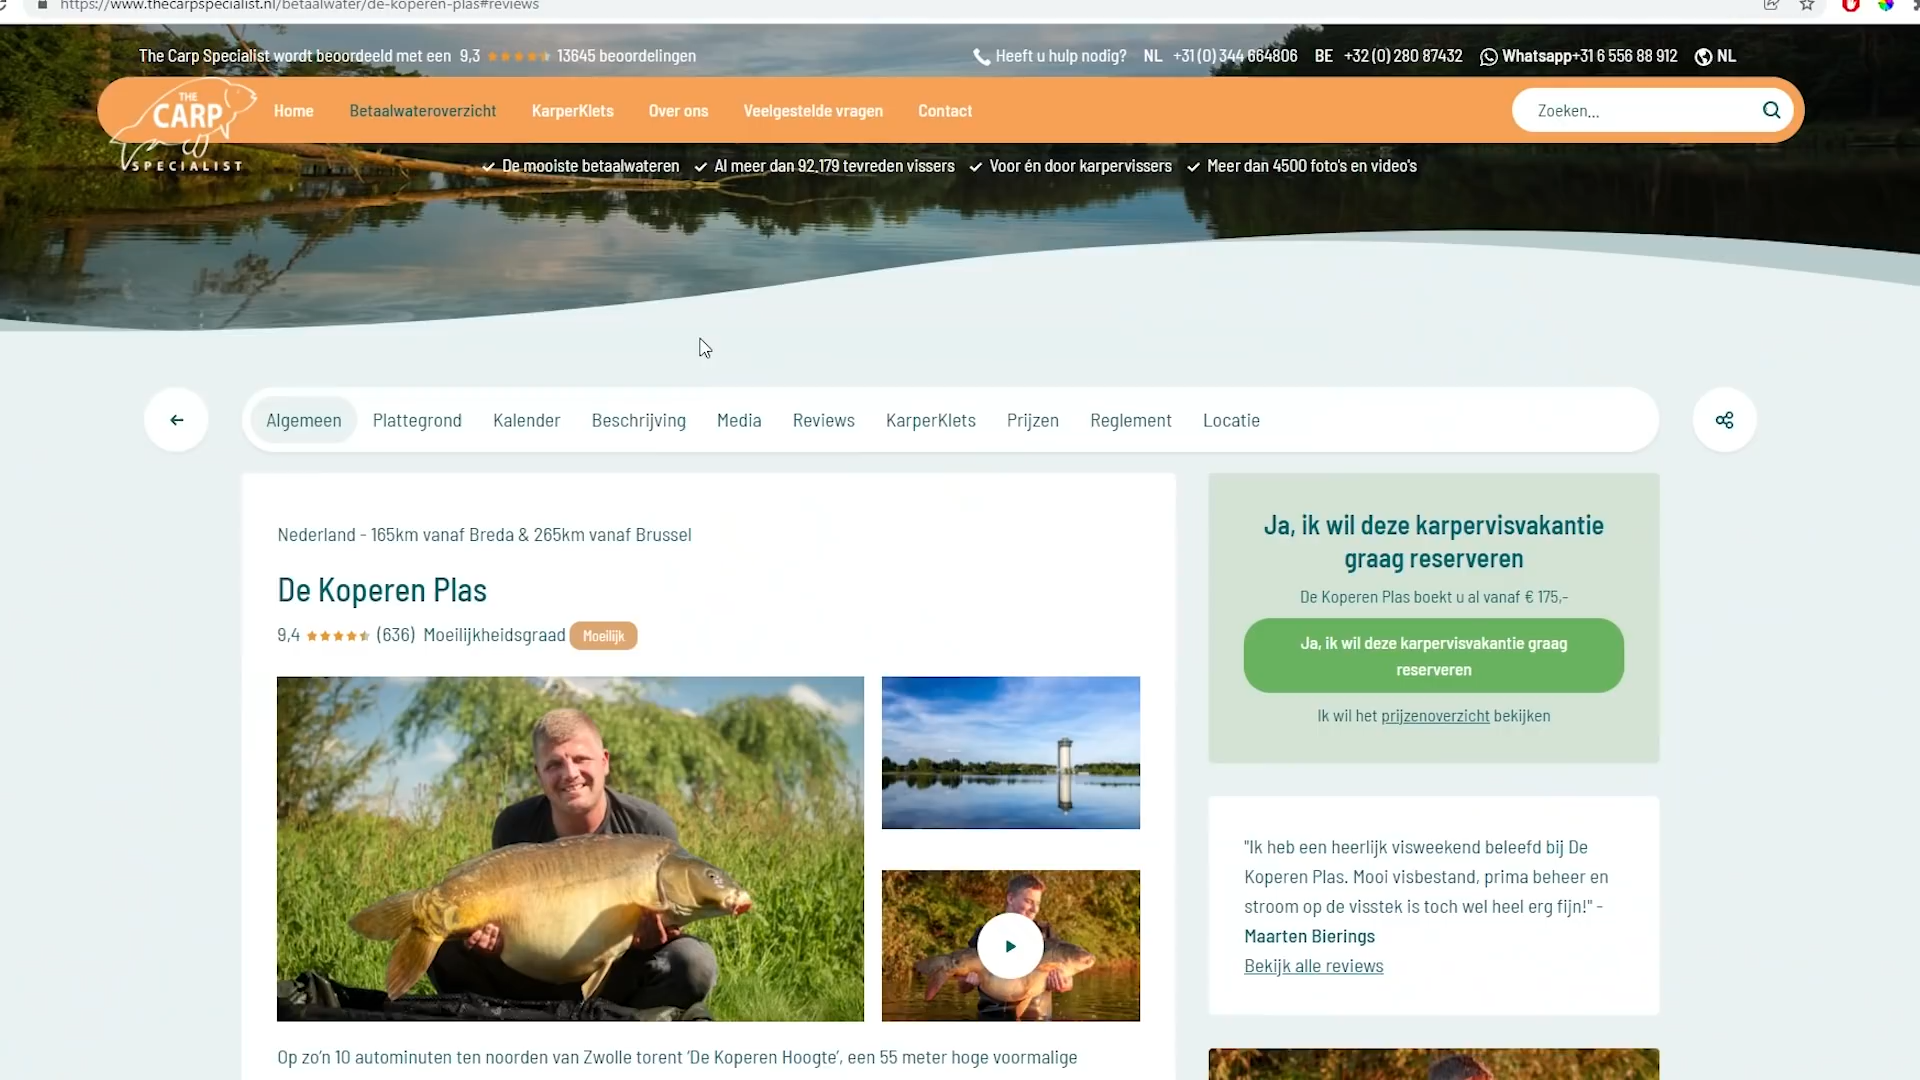 https://www.thecarpspecialist.nl/betaalwater/de-koperen-plas#reviews
The Carp Specialist wordt beoordeeld met een 9,3 13645 beoordelingen
Heeft u hulp nodig? NL +31 (0) 344 664806 BE +32 (0) 280 87432 Whatsapp+31 6 556 88 912 NL
THE
CARP
SPECIALIST
Home Betaalwateroverzicht KarperKlets Over ons Veelgestelde vragen Contact
Zoeken...
De mooiste betaalwateren Al meer dan 92.179 tevreden vissers Voor én door karpervissers Meer dan 4500 foto's en video's
Algemeen Plattegrond Kalender Beschrijving Media Reviews KarperKlets Prijzen Reglement Locatie
Nederland - 165km vanaf Breda & 265km vanaf Brussel
De Koperen Plas
9,4 (636) Moeilijkheidsgraad Moeilijk
Op zo'n 10 autominuten ten noorden van Zwolle torent 'De Koperen Hoogte', een 55 meter hoge voormalige
Ja, ik wil deze karpervisvakantie
graag reserveren
De Koperen Plas boekt u al vanaf € 175,-
Ja, ik wil deze karpervisvakantie graag
reserveren
Ik wil het prijzenoverzicht bekijken
"Ik heb een heerlijk visweekend beleefd bij De
Koperen Plas. Mooi visbestand, prima beheer en
stroom op de visstek is toch wel heel erg fijn!" -
Maarten Bierings
Bekijk alle reviews